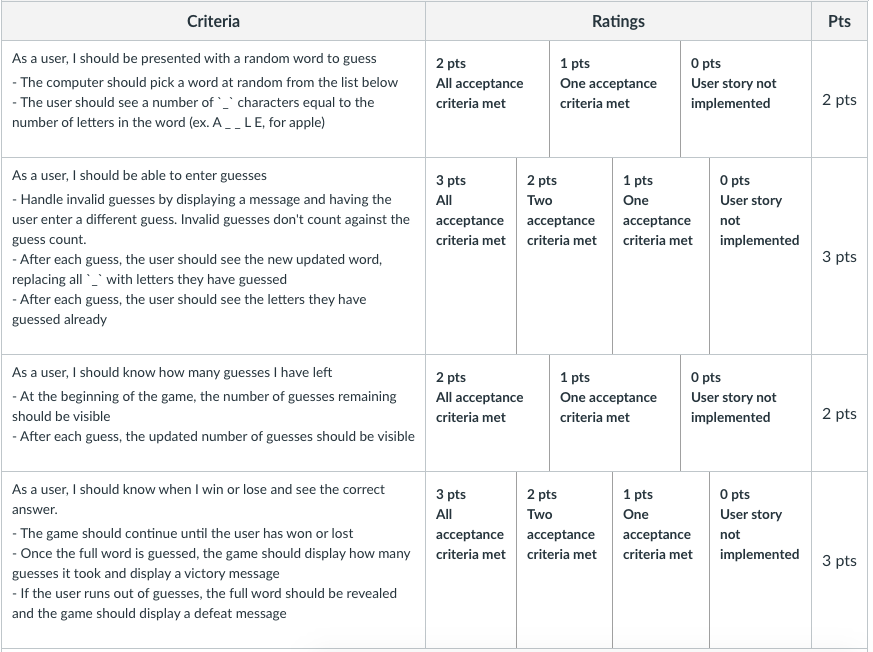 Criteria
Ratings
Pts
As a user, I should be presented with a random word to guess
- The computer should pick a word at random from the list below
- The user should see a number of `_` characters equal to the
number of letters in the word (ex. A _ _ L E, for apple)
2 pts
All acceptance
criteria met
1 pts
One acceptance
criteria met
0 pts
User story not
implemented
2 pts
As a user, I should be able to enter guesses
- Handle invalid guesses by displaying a message and having the
user enter a different guess. Invalid guesses don't count against the
guess count.
- After each guess, the user should see the new updated word,
replacing all `_` with letters they have guessed
- After each guess, the user should see the letters they have
guessed already
3 pts
All
acceptance
criteria met
2 pts
Two
acceptance
criteria met
1 pts
One
acceptance
criteria met
0 pts
User story
not
implemented
3 pts
As a user, I should know how many guesses I have left
- At the beginning of the game, the number of guesses remaining
should be visible
- After each guess, the updated number of guesses should be visible
2 pts
All acceptance
criteria met
1 pts
One acceptance
criteria met
0 pts
User story not
implemented
2 pts
As a user, I should know when I win or lose and see the correct
answer.
- The game should continue until the user has won or lost
- Once the full word is guessed, the game should display how many
guesses it took and display a victory message
- If the user runs out of guesses, the full word should be revealed
and the game should display a defeat message
3 pts
All
acceptance
criteria met
2 pts
Two
acceptance
criteria met
1 pts
One
acceptance
criteria met
0 pts
User story
not
implemented
3 pts